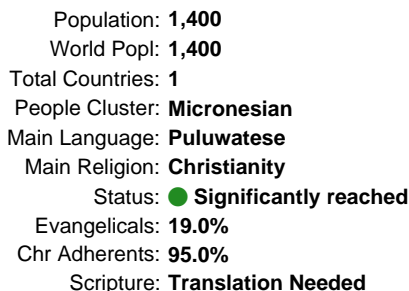 Population: 1,400
World Popl: 1,400
Total Countries: 1
People Cluster: Micronesian
Main Language: Puluwatese
Main Religion: Christianity
Status: Significantly reached
Evangelicals: 19.0%
Chr Adherents: 95.0%
Scripture: Translation Needed